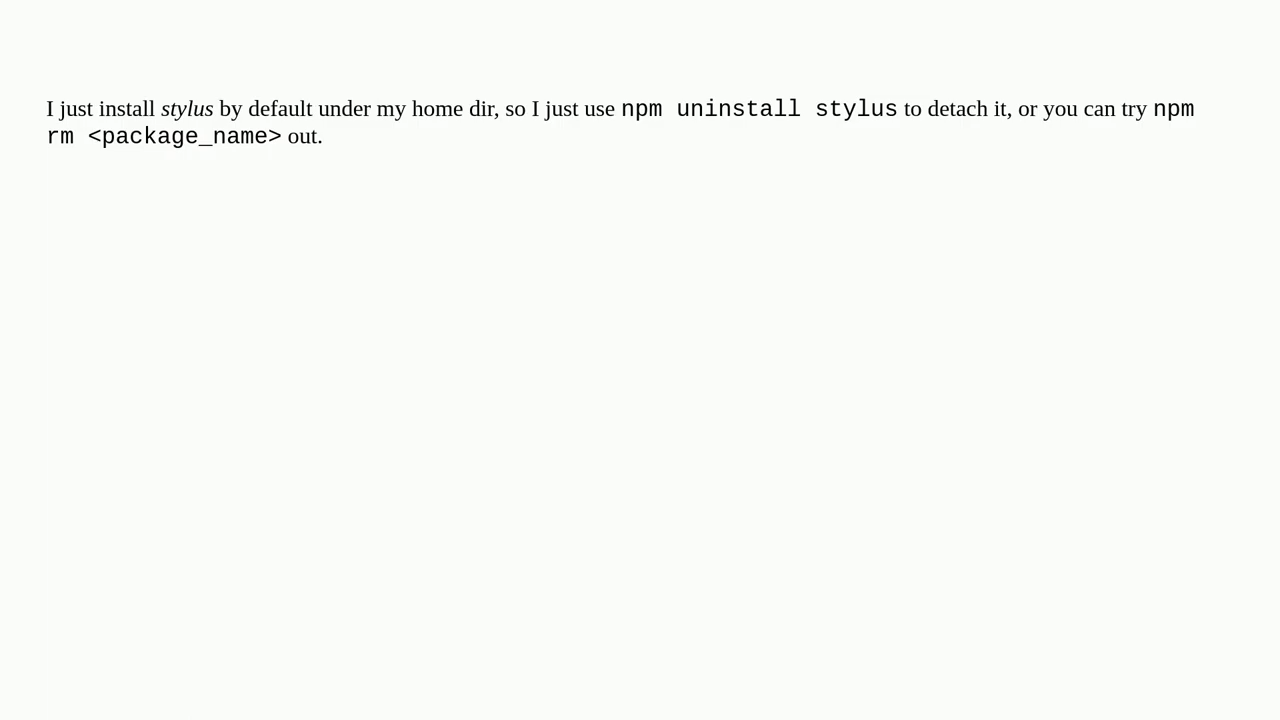 I just install stylus by default under my home dir, so I just use npm uninstall stylus to detach it, or you can try npm
rm <package_name> out.